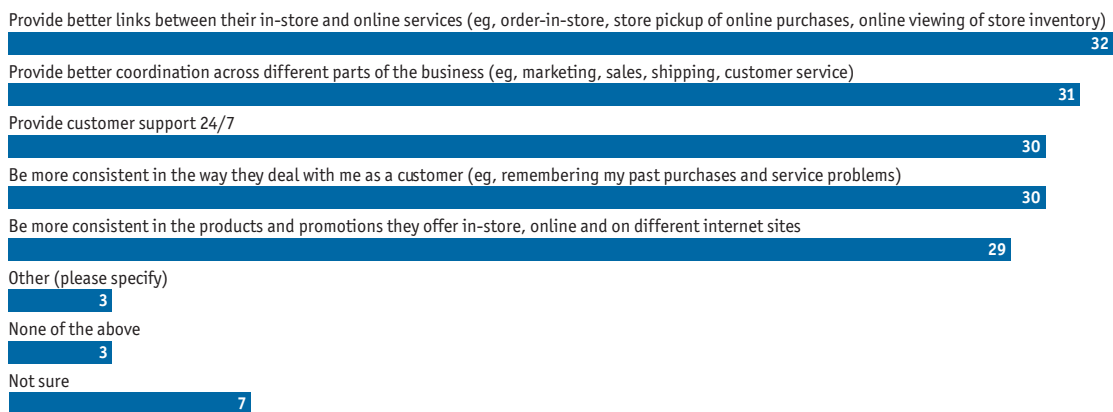 Provide better links between their in-store and online services (eg, order-in-store, store pickup of online purchases, online viewing of store inventory)
32
Provide better coordination across different parts of the business (eg, marketing, sales, shipping, customer service)
31
Provide customer support 24/7
30
Be more consistent in the way they deal with me as a customer (eg, remembering my past purchases and service problems)
30
Be more consistent in the products and promotions they offer in-store, online and on different internet sites
29
Other (please specify)
3
None of the above
3
Not sure
7